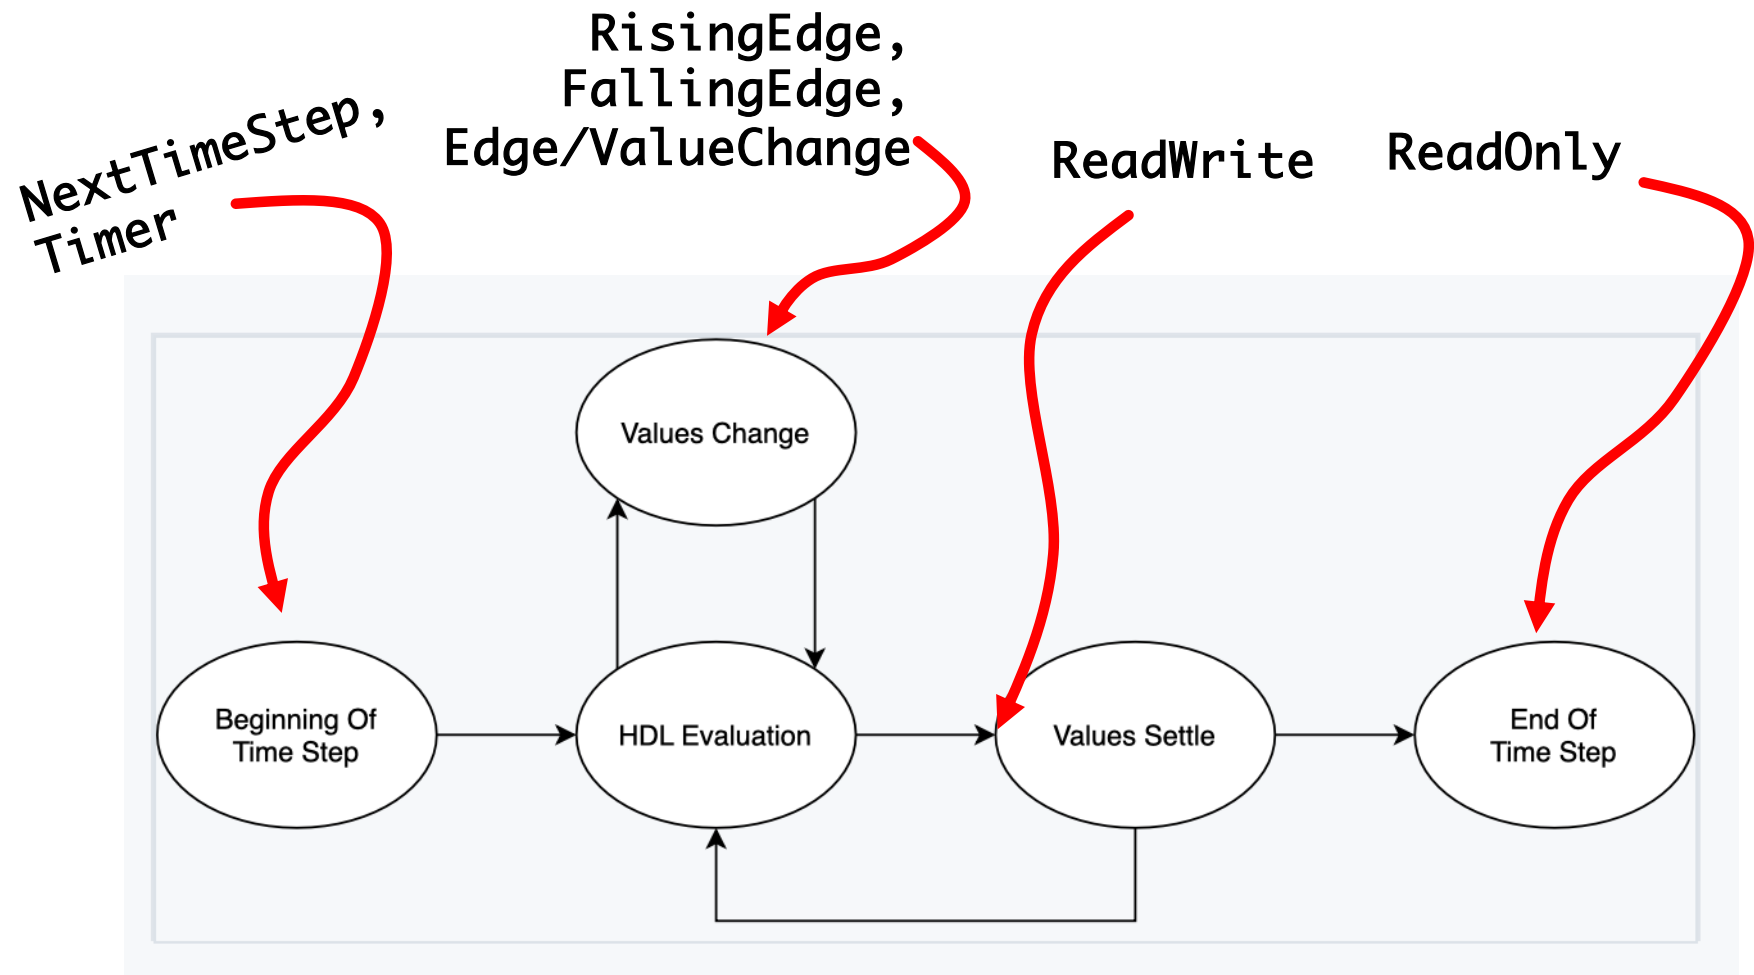 NextTimeStep,
Timer
RisingEdge,
FallingEdge,
Edge/ValueChange
ReadWrite
ReadOnly
Values Change
Beginning Of
Time Step
HDL Evaluation
Values Settle
End Of
Time Step